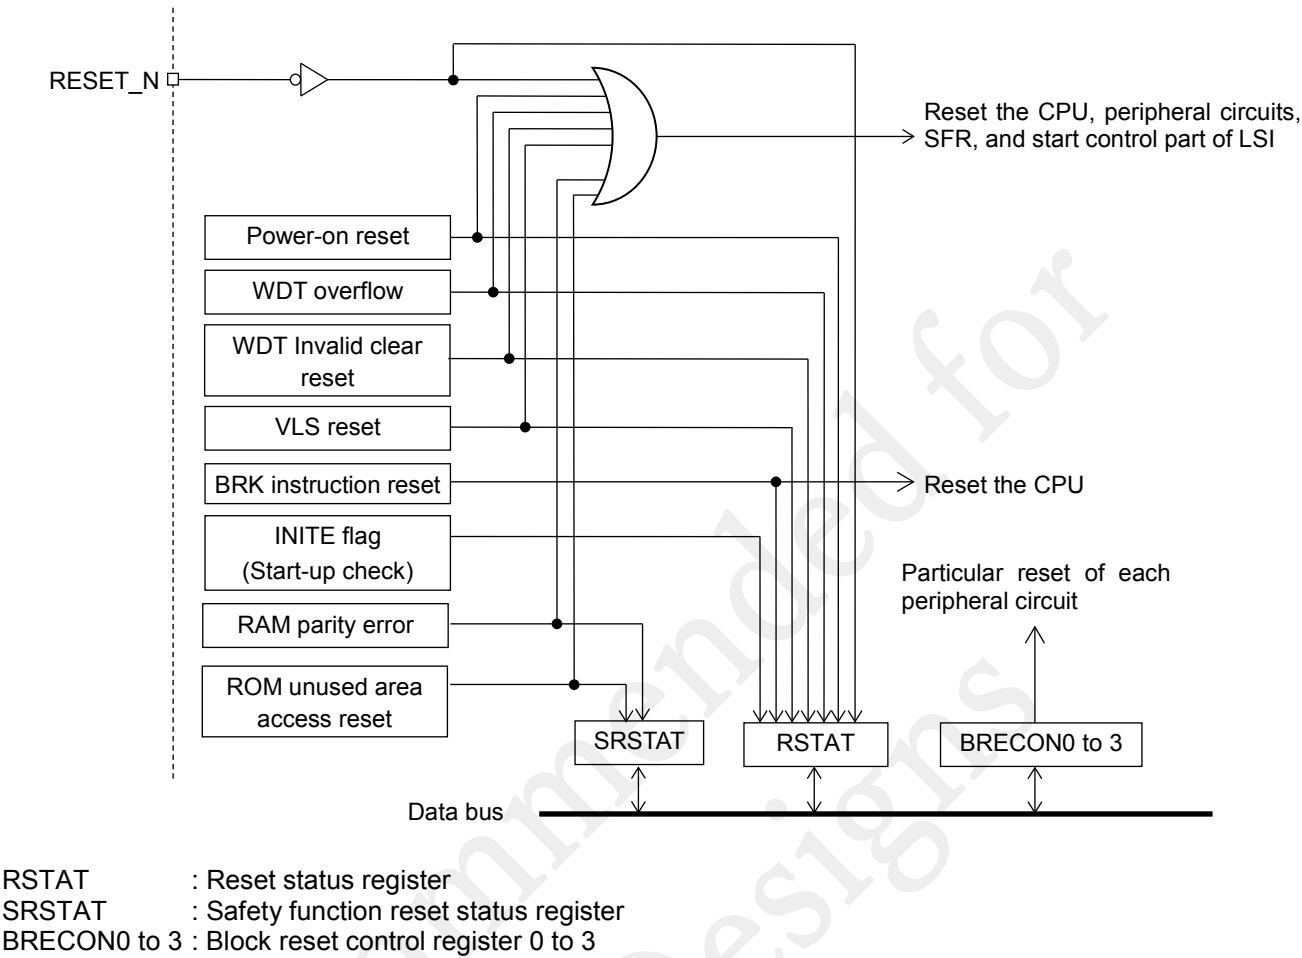 RESET_N
Reset the CPU, peripheral circuits,
SFR, and start control part of LSI
Power-on reset
WDT overflow
WDT Invalid clear
reset
VLS reset
BRK instruction reset
Reset the CPU
INITE flag
(Start-up check)
Particular reset of each
peripheral circuit
RAM parity error
ROM unused area
access reset
SRSTAT
RSTAT
BRECON0 to 3
Data bus
RSTAT : Reset status register
SRSTAT : Safety function reset status register
BRECON0 to 3 : Block reset control register 0 to 3
mmended for
esigns